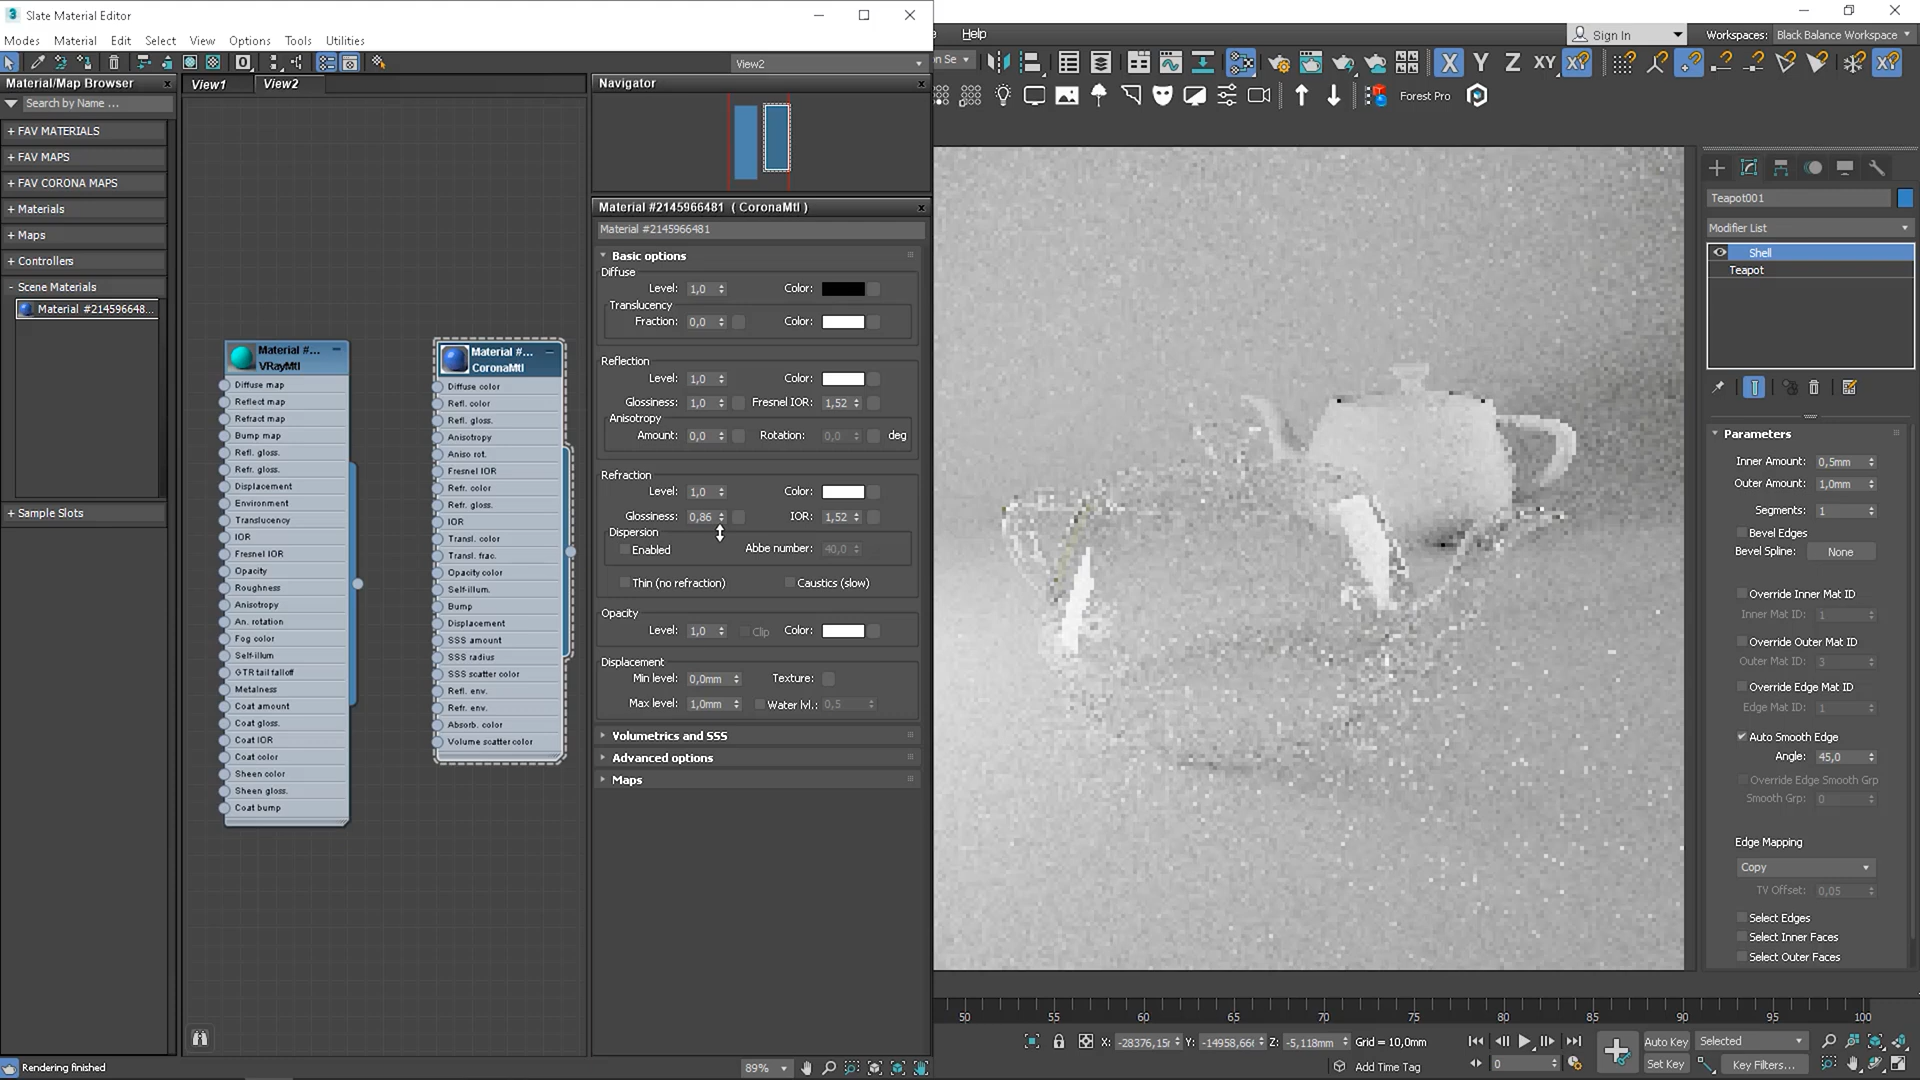 Slate Material Editor
Modes Material Edit Select View Options Tools Utilities
Help
Sign In
Workspaces: Black Balance Workspace
View2
on Se
X Y Z XY
Forest Pro
Material/Map Browser
Search by Name ...
+ FAV MATERIALS
+ FAV MAPS
+ FAV CORONA MAPS
+ Materials
+ Maps
+ Controllers
- Scene Materials
Material #214596648...
+ Sample Slots
View1
View2
Material #...
VRayMtl
Diffuse map
Reflect map
Refract map
Bump map
Refl. gloss.
Refr. gloss.
Displacement
Environment
Translucency
IOR
Fresnel IOR
Opacity
Roughness
Anisotropy
An. rotation
Fog color
Self-illum
GTR tail falloff
Metalness
Coat amount
Coat gloss.
Coat IOR
Coat color
Sheen color
Sheen gloss.
Coat bump
Material #...
CoronaMtl
Diffuse color
Refl. color
Refl. gloss.
Anisotropy
Aniso rot.
Fresnel IOR
Refr. color
Refr. gloss.
IOR
Transl. color
Transl. frac.
Opacity color
Self-illum.
Bump
Displacement
SSS amount
SSS radius
SSS scatter color
Refl. env.
Refr. env.
Absorb. color
Volume scatter color
Navigator
Material #2145966481 ( CoronaMtl )
Material #2145966481
Basic options
Diffuse
Level: 1,0 Color:
Translucency
Fraction: 0,0 Color:
Reflection
Level: 1,0 Color:
Glossiness: 1,0 Fresnel IOR: 1,52
Anisotropy
Amount: 0,0 Rotation: 0,0 deg
Refraction
Level: 1,0 Color:
Glossiness: 0,86 IOR: 1,52
Dispersion
Enabled Abbe number: 40,0
Thin (no refraction) Caustics (slow)
Opacity
Level: 1,0 Clip Color:
Displacement
Min level: 0,0mm Texture:
Max level: 1,0mm Water lvl.: 0,5
Volumetrics and SSS
Advanced options
Maps
Teapot001
Modifier List
Shell
Teapot
Parameters
Inner Amount: 0,5mm
Outer Amount: 1,0mm
Segments: 1
Bevel Edges
Bevel Spline: None
Override Inner Mat ID
Inner Mat ID: 1
Override Outer Mat ID
Outer Mat ID: 3
Override Edge Mat ID
Edge Mat ID: 1
Auto Smooth Edge
Angle: 45,0
Override Edge Smooth Grp
Smooth Grp: 0
Edge Mapping
Copy
TV Offset: 0,05
Select Edges
Select Inner Faces
Select Outer Faces
50 55 60 65 70 75 80 85 90 95 100
X: -28376,15 Y: -14958,66 Z: -5,118mm Grid = 10,0mm
Add Time Tag
0
Auto Key Selected
Set Key Key Filters...
Rendering finished
89%